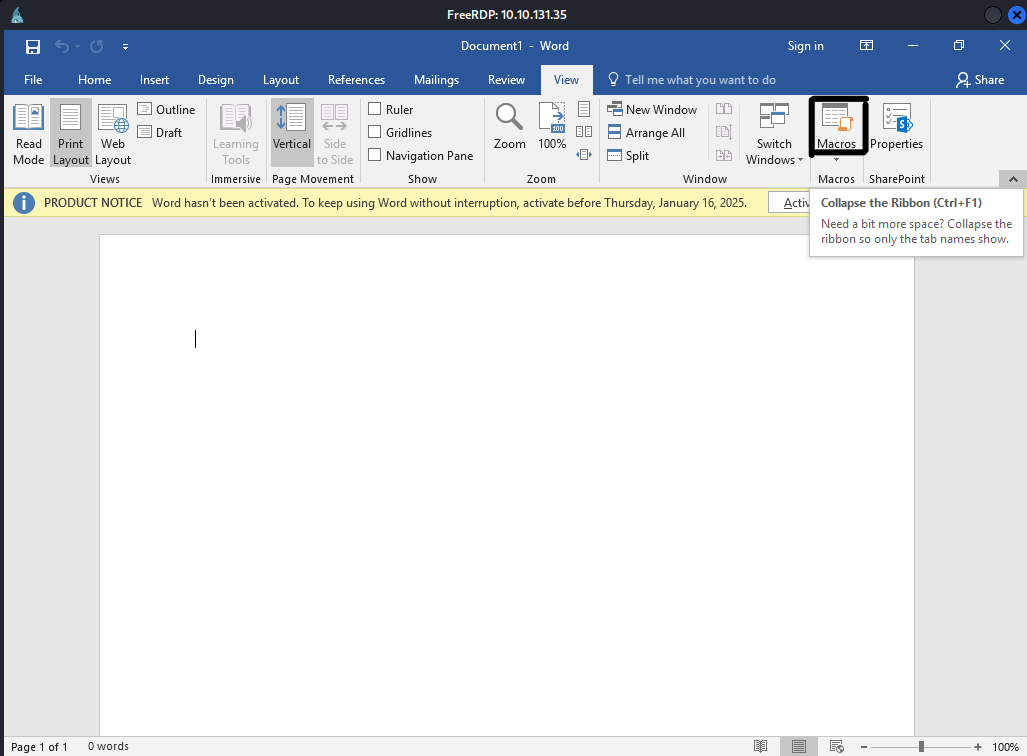 FreeRDP: 10.10.131.35
Document1 - Word
Sign in
File Home Insert Design Layout References Mailings Review View Tell me what you want to do Share
Read Mode
Print Layout
Web Layout
Outline
Draft
Views
Learning Tools
Immersive
Vertical
Side to Side
Page Movement
Ruler
Gridlines
Navigation Pane
Show
Zoom
100
100%
Zoom
New Window
Arrange All
Split
Switch Windows
Window
Macros
Macros
Properties
SharePoint
PRODUCT NOTICE Word hasn't been activated. To keep using Word without interruption, activate before Thursday, January 16, 2025.
Activ
Collapse the Ribbon (Ctrl+F1)
Need a bit more space? Collapse the
ribbon so only the tab names show.
Page 1 of 1 0 words
100%